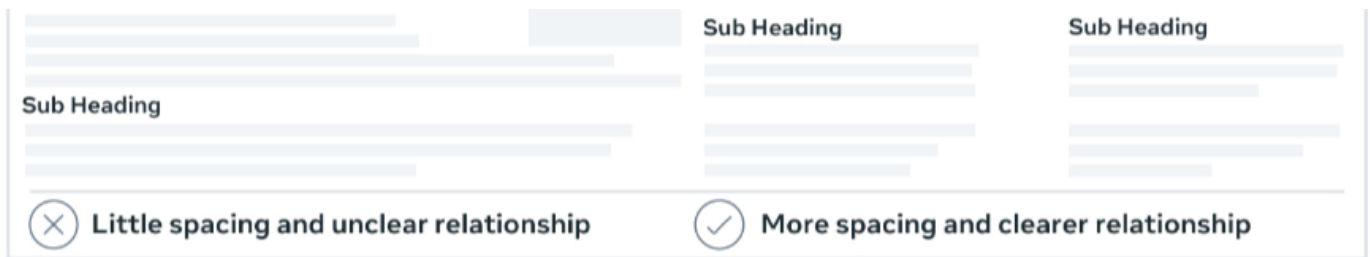 Sub Heading
Sub Heading
Sub Heading
Little spacing and unclear relationship
More spacing and clearer relationship